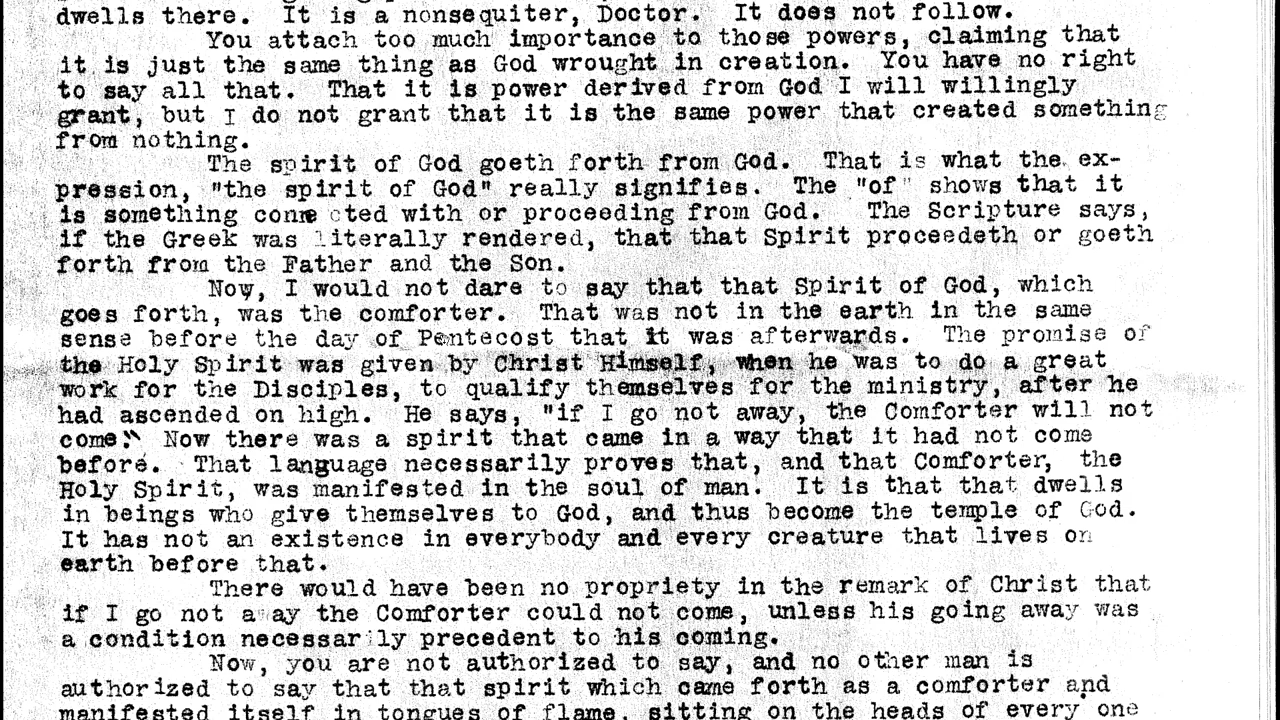 dwells there.  It is a nonsequiter, Doctor.  It does not follow.
You attach too much importance to those powers, claiming that
it is just the same thing as God wrought in creation.  You have no right
to say all that.  That it is power derived from God I will willingly
grant, but I do not grant that it is the same power that created something
from nothing.
The spirit of God goeth forth from God.  That is what the ex-
pression, "the spirit of God" really signifies.  The "of" shows that it
is something connected with or proceeding from God.  The Scripture says,
if the Greek was literally rendered, that that Spirit proceedeth or goeth
forth from the Father and the Son.
Now, I would not dare to say that that Spirit of God, which
goes forth, was the comforter.  That was not in the earth in the same
sense before the day of Pentecost that it was afterwards.  The promise of
the Holy Spirit was given by Christ Himself, when he was to do a great
work for the Disciples, to qualify themselves for the ministry, after he
had ascended on high.  He says, "if I go not away, the Comforter will not
come." Now there was a spirit that came in a way that it had not come
before.  That language necessarily proves that, and that Comforter,  the
Holy Spirit, was manifested in the soul of man.  It is that that dwells
in beings who give themselves to God, and thus become the temple of God.
It has not an existence in everybody and every creature that lives on
earth before that.
There would have been no propriety in the remark of Christ that
if I go not away the Comforter could not come, unless his going away was
a condition necessarily precedent to his coming.
Now, you are not authorized to say, and no other man is
authorized to say that that spirit which came forth as a comforter and
manifested itself in tongues of flame, sitting on the heads of every one